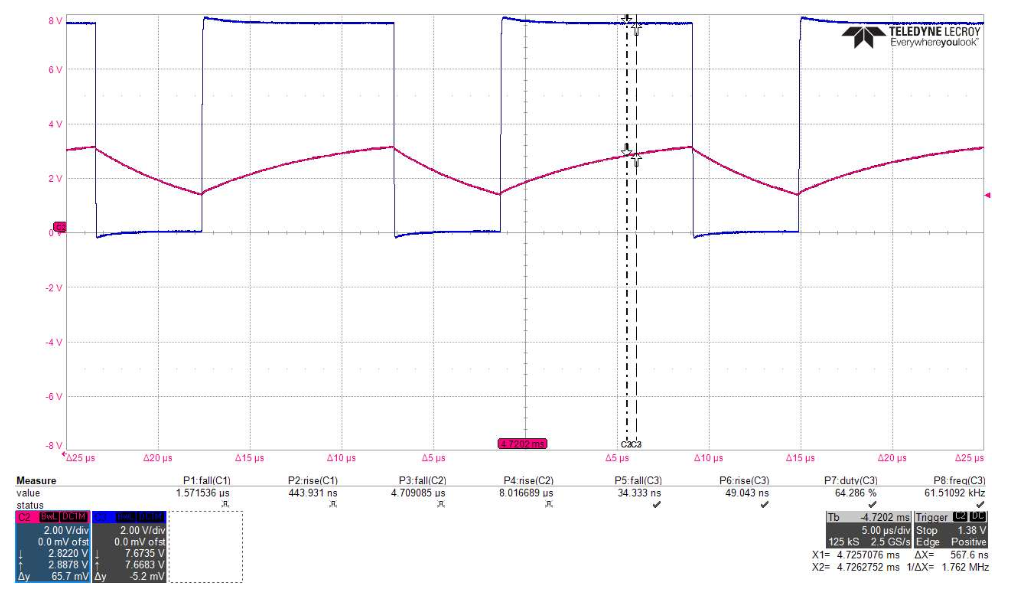 8 V
TELEDYNE LECROY
Everywhereyoulook™
6 V
4 V
2 V
0 V
-2 V
-4 V
-6 V
-8 V
4.7202 ms
C2C3
Δ25 µs Δ20 µs Δ15 µs Δ10 µs Δ5 µs Δ5 µs Δ10 µs Δ15 µs Δ20 µs Δ25 µs
Measure P1:fall(C1) P2:rise(C1) P3:fall(C2) P4:rise(C2) P5:fall(C3) P6:rise(C3) P7:duty(C3) P8:freq(C3)
value 1.571536 µs 443.931 ns 4.709085 µs 8.016689 µs 34.333 ns 49.043 ns 64.286 % 61.51092 kHz
status
C2 BwL DC1M
2.00 V/div 2.00 V/div
0.0 mV ofst 0.0 mV ofst
↓ 2.8220 V ↓ 7.6735 V
↑ 2.8878 V ↑ 7.6683 V
Δy 65.7 mV Δy -5.2 mV
Tb -4.7202 ms Trigger C2 DC
5.00 µs/div Stop 1.38 V
125 kS 2.5 GS/s Edge Positive
X1= 4.7257076 ms ΔX= 567.6 ns
X2= 4.7262752 ms 1/ΔX= 1.762 MHz